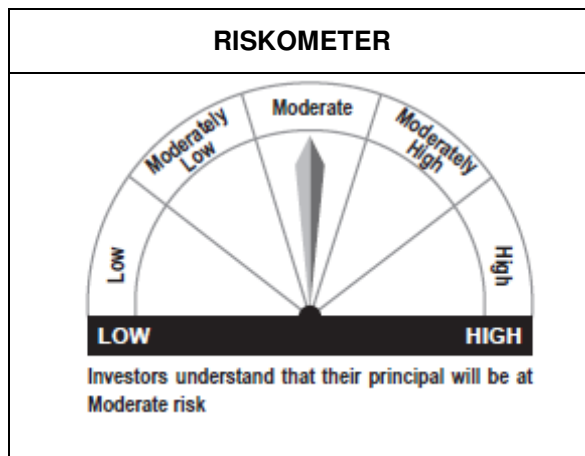 RISKOMETER
Moderate
Moderately
Low
Moderately
High
Low
High
LOW HIGH
Investors understand that their principal will be at
Moderate risk